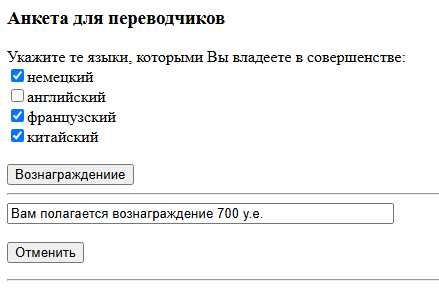 Анкета для переводчиков
Укажите те языки, которыми Вы владеете в совершенстве:
немецкий
английский
французский
китайский
Вознаграждениие
Вам полагается вознаграждение 700 у.е.
Отменить